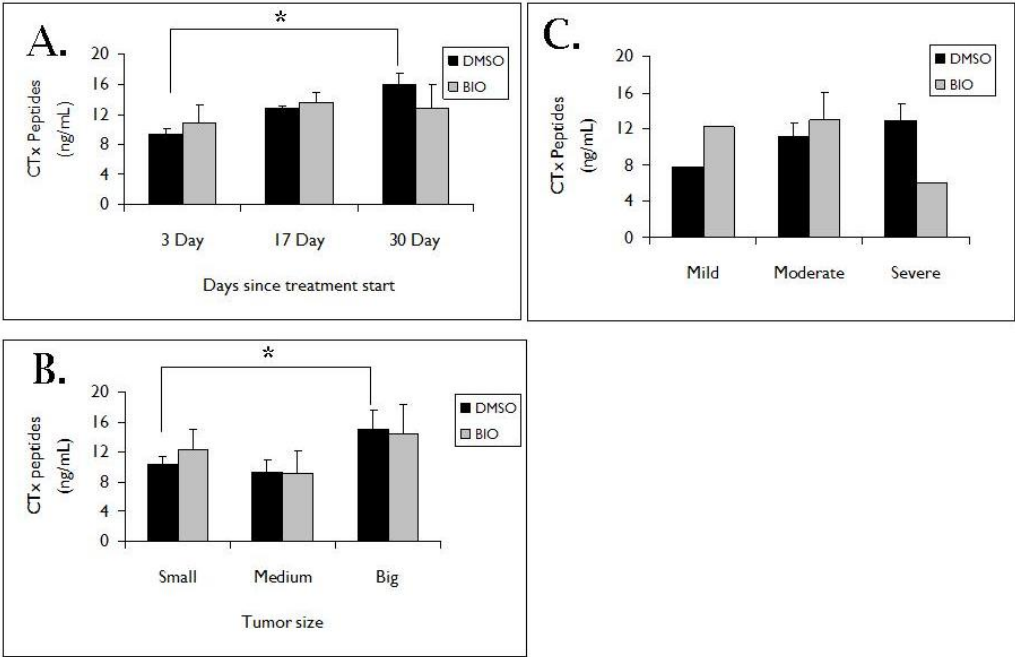 A.
*
20
16
12
8
4
0
CTx Peptides
(ng/mL)
DMSO
BIO
3 Day 17 Day 30 Day
Days since treatment start
C.
20
16
12
8
4
0
CTx Peptides
(ng/mL)
DMSO
BIO
Mild Moderate Severe
B.
*
20
16
12
8
4
0
CTx peptides
(ng/mL)
DMSO
BIO
Small Medium Big
Tumor size